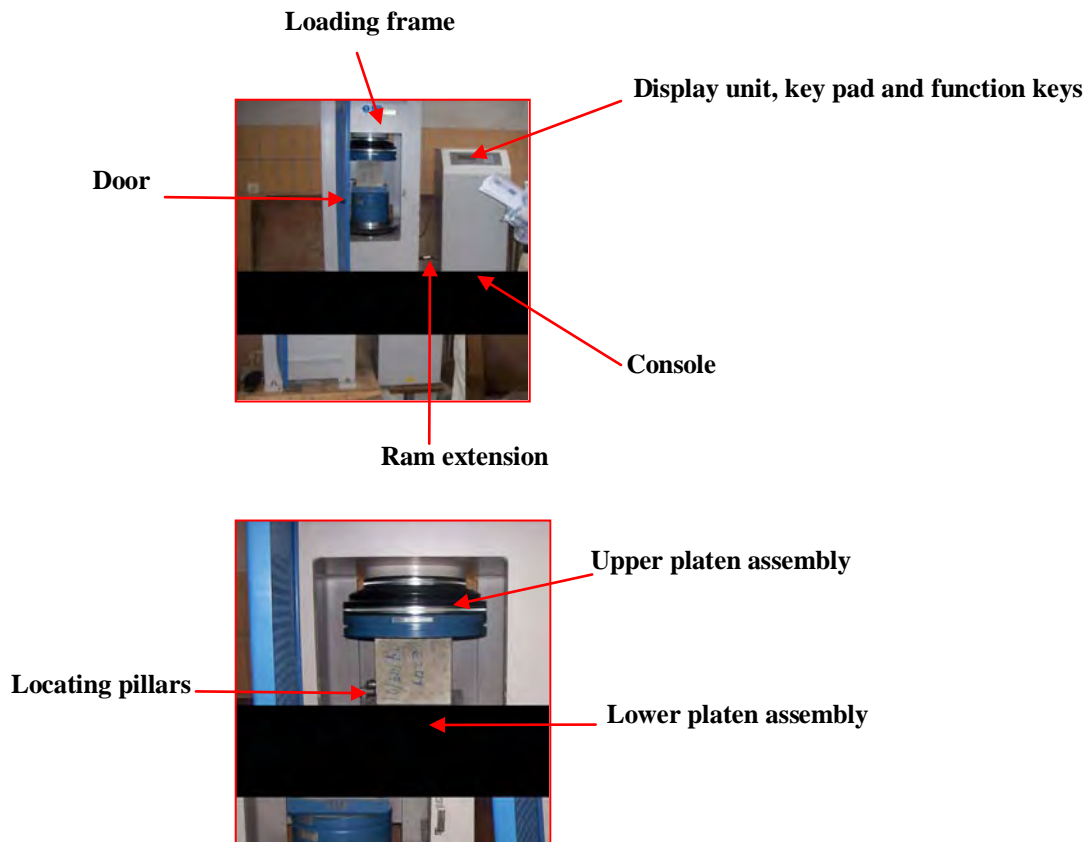 Loading frame
Display unit, key pad and function keys
Door
Console
Ram extension
Upper platen assembly
Locating pillars
Lower platen assembly